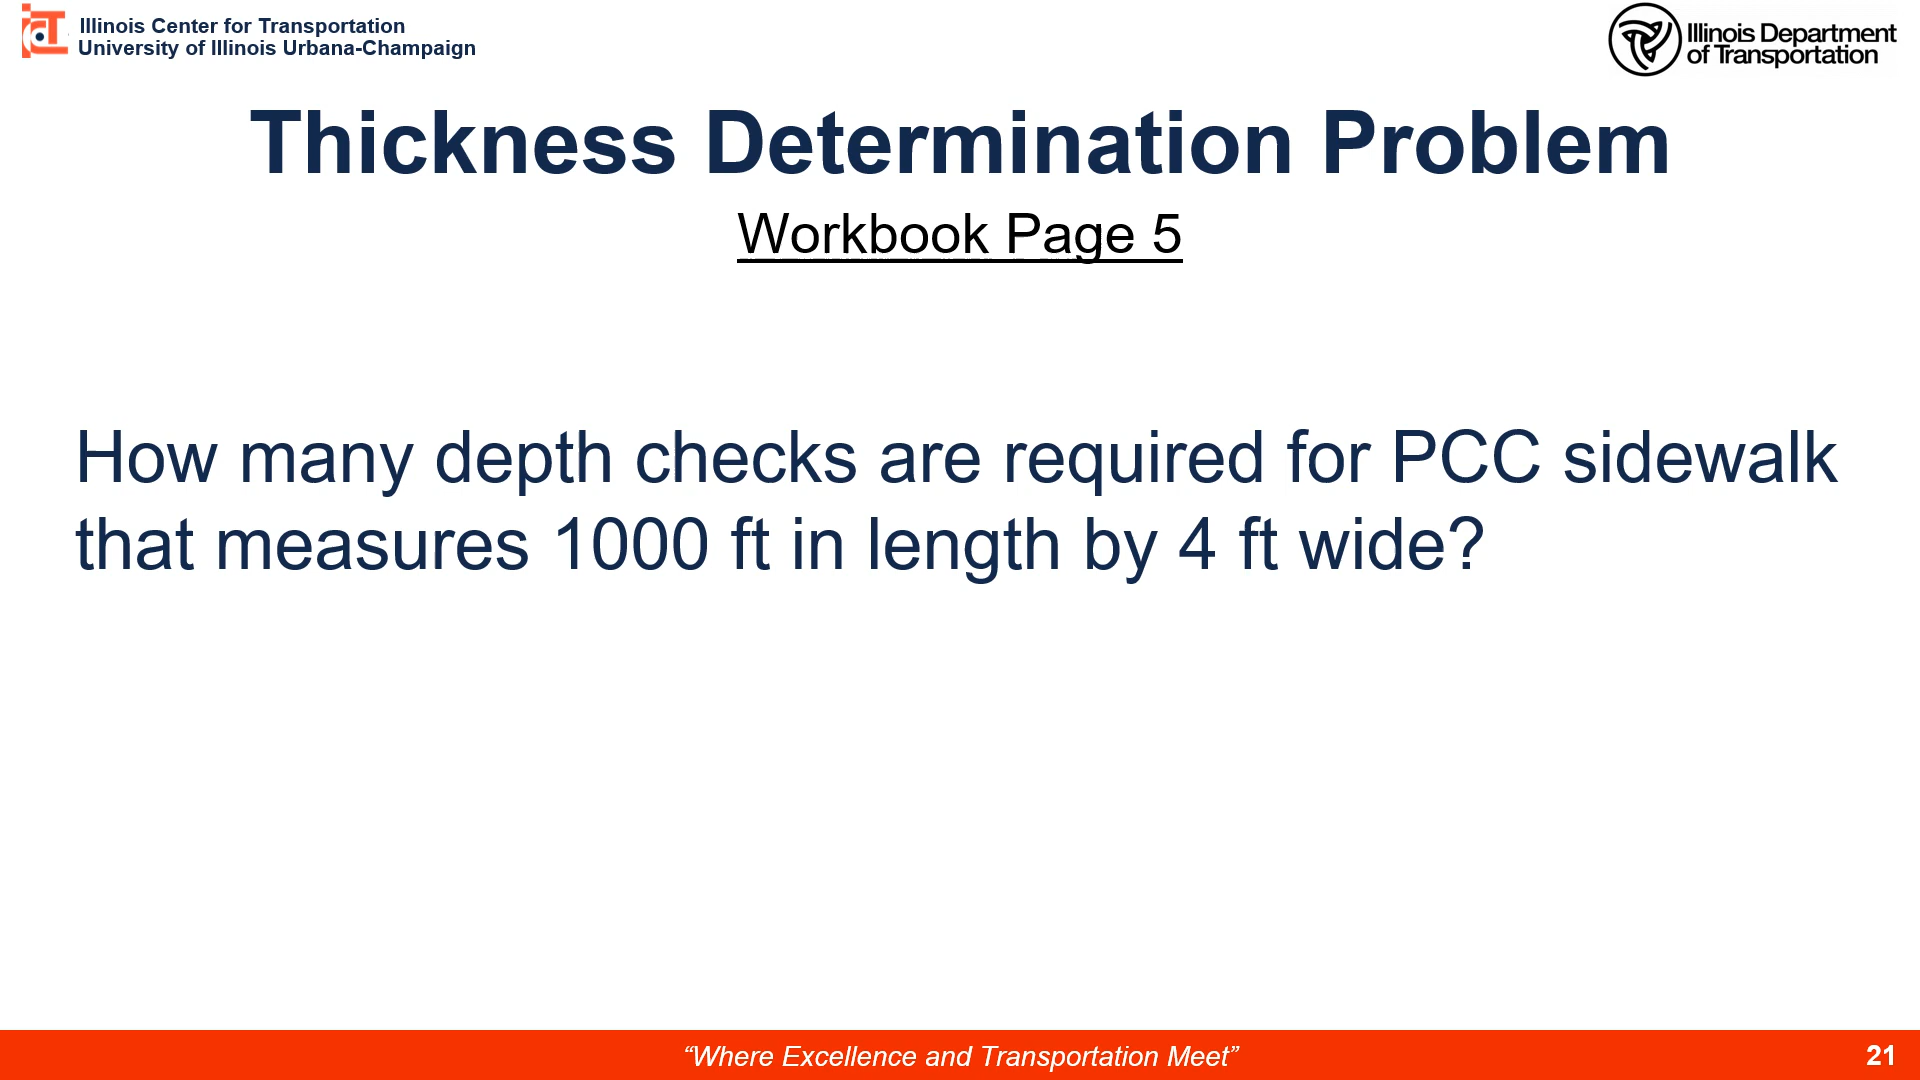 Illinois Center for Transportation
University of Illinois Urbana-Champaign
Illinois Department
of Transportation
Thickness Determination Problem
Workbook Page 5
How many depth checks are required for PCC sidewalk
that measures 1000 ft in length by 4 ft wide?
“Where Excellence and Transportation Meet”
21